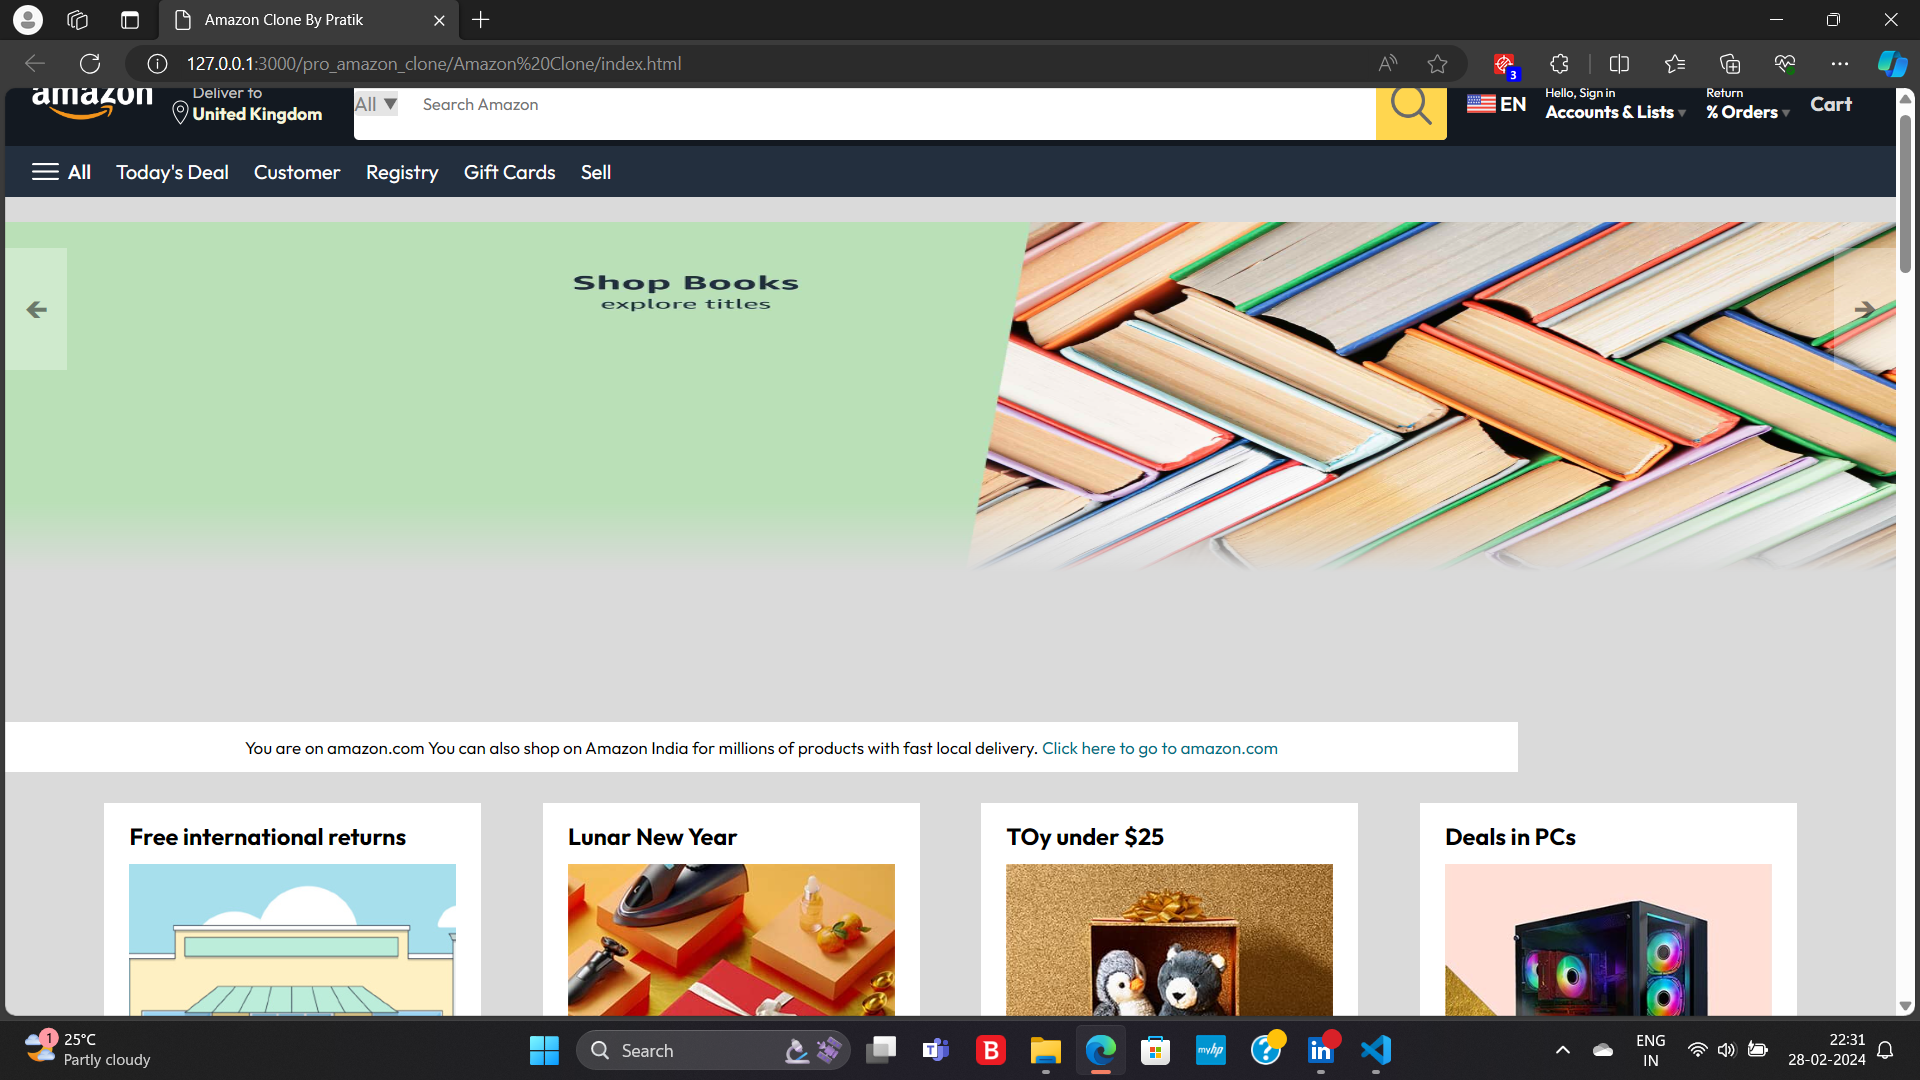 Amazon Clone By Pratik
127.0.0.1:3000/pro_amazon_clone/Amazon%20Clone/index.html
3
amazon
Deliver to
United Kingdom
All ▼
Search Amazon
EN
Hello, Sign in
Accounts & Lists ▾
Return
% Orders ▾
Cart
All
Today's Deal
Customer
Registry
Gift Cards
Sell
Shop Books
explore titles
You are on amazon.com You can also shop on Amazon India for millions of products with fast local delivery. Click here to go to amazon.com
Free international returns
Lunar New Year
TOy under $25
Deals in PCs
1
25°C
Partly cloudy
Search
T
B
myhp
?
in
ENG
IN
22:31
28-02-2024